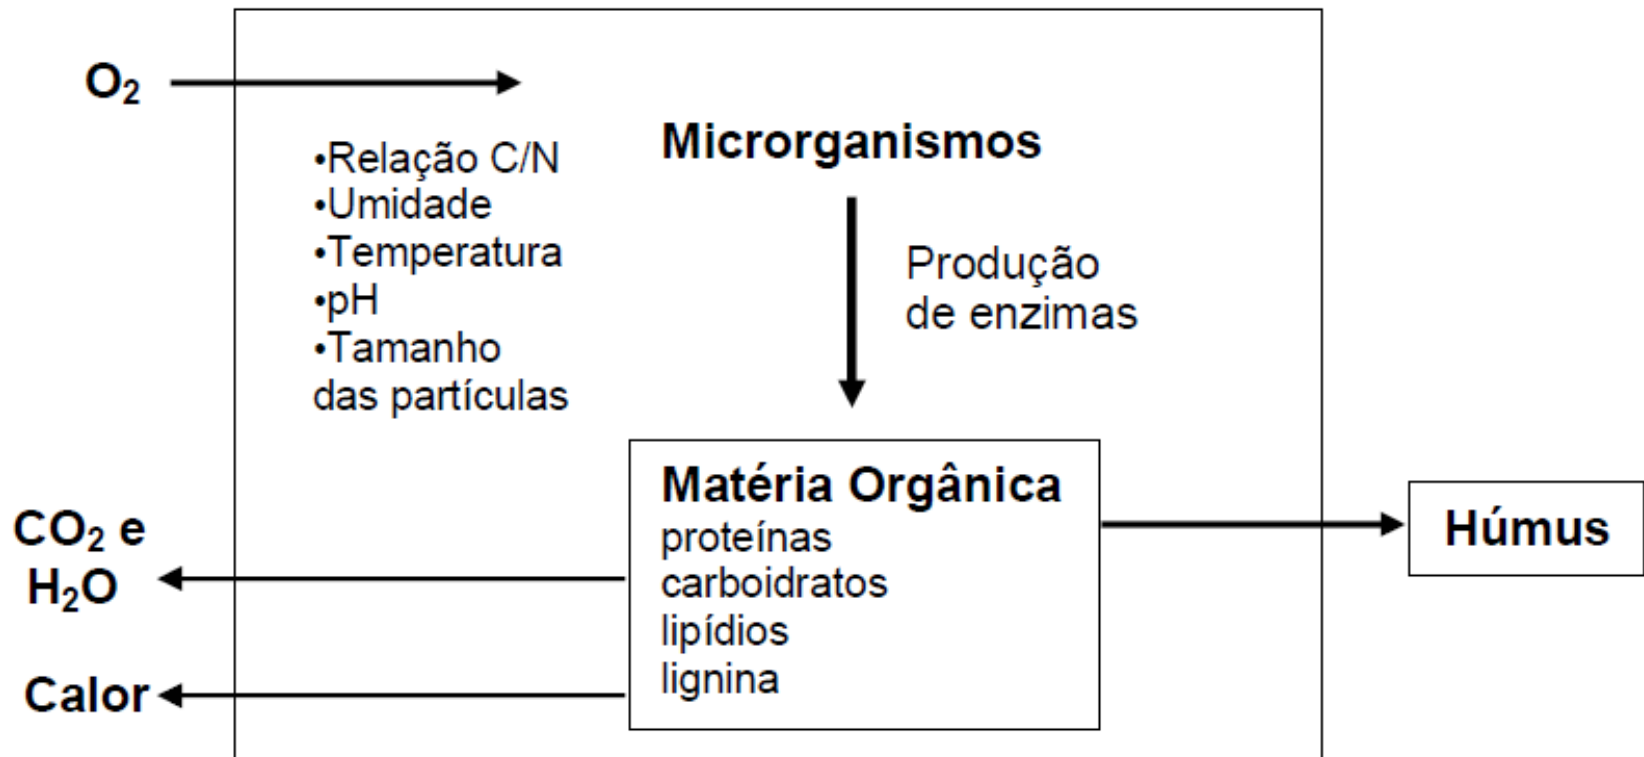 O₂
•Relação C/N
•Umidade
•Temperatura
•pH
•Tamanho
das partículas
Microrganismos
Produção
de enzimas
Matéria Orgânica
proteínas
carboidratos
lipídios
lignina
CO₂ e
H₂O
Calor
Húmus